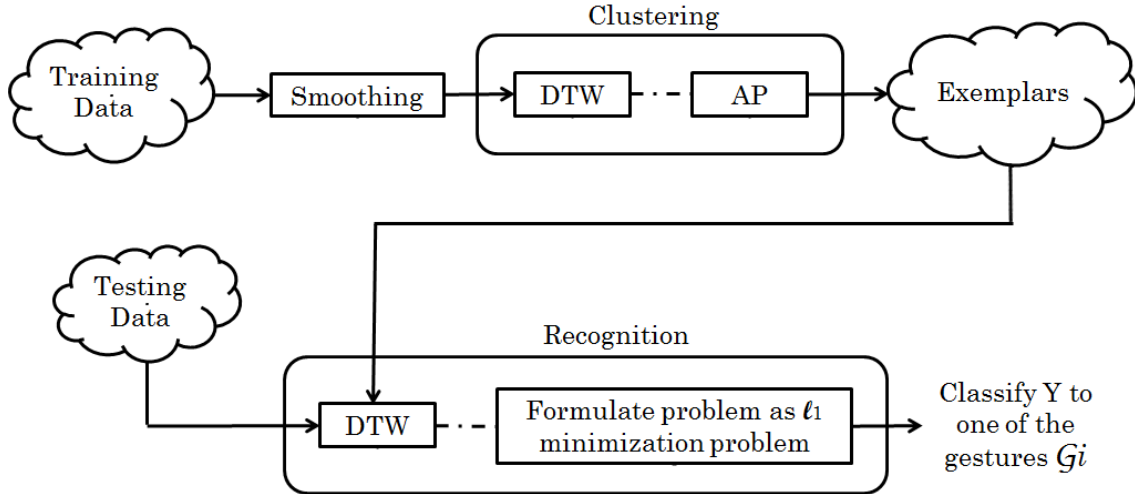 Clustering
Training
Data
Smoothing
DTW
AP
Exemplars
Testing
Data
Recognition
DTW
Formulate problem as ℓ1
minimization problem
Classify Y to
one of the
gestures 𝒢i